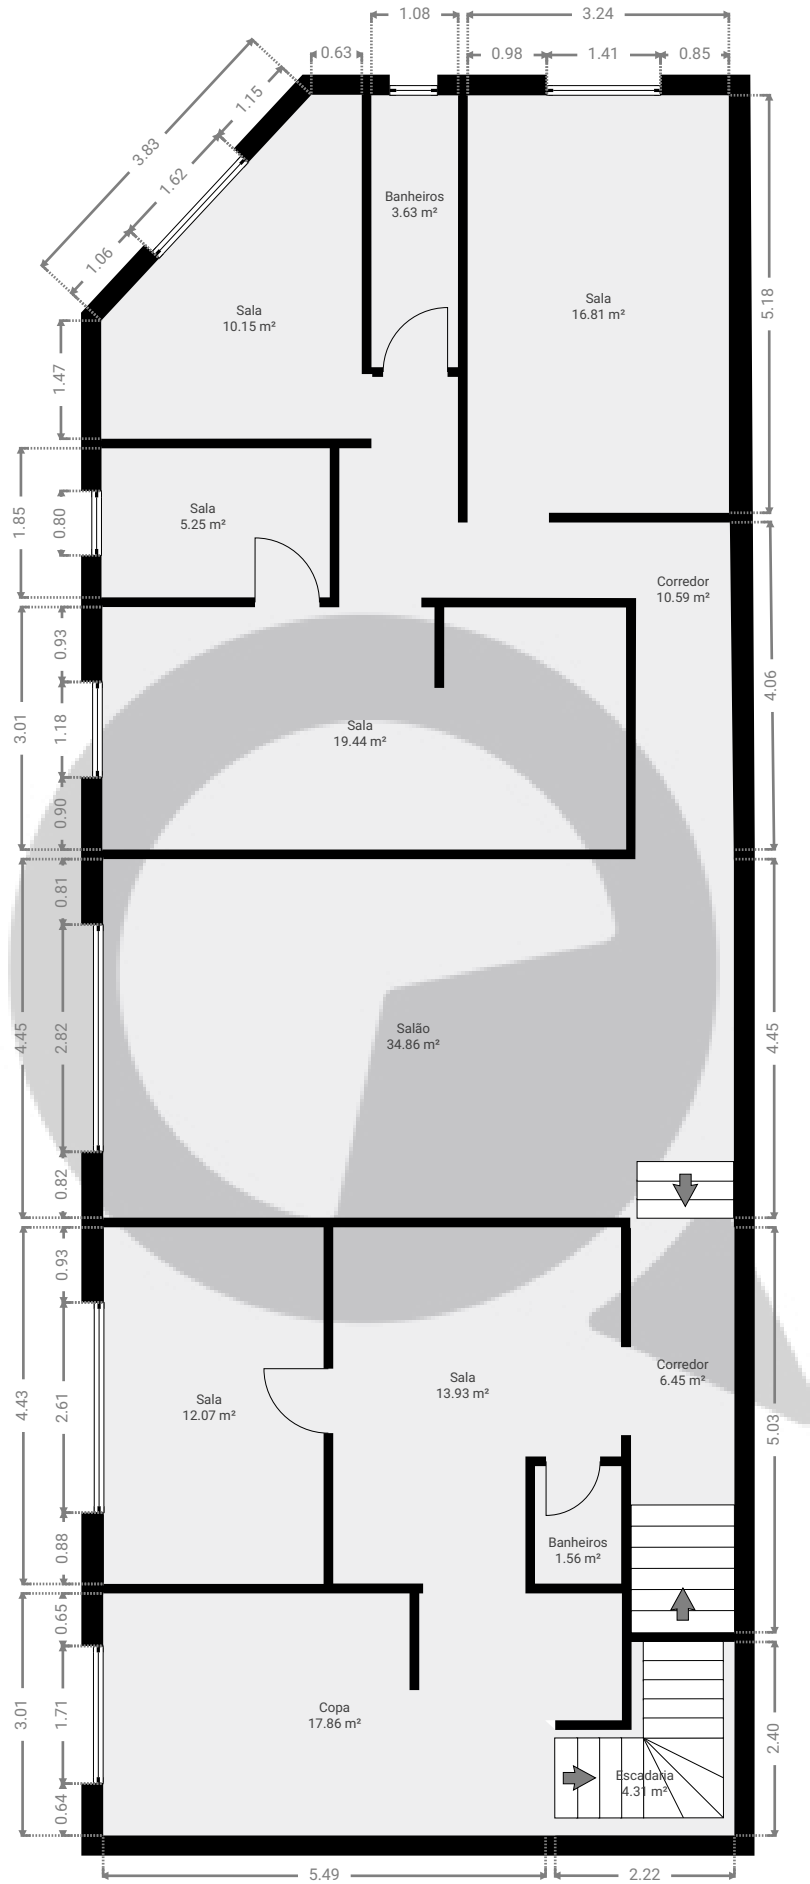 1.08
3.24
0.63
0.98
1.41
0.85
1.15
3.83
1.62
1.06
Banheiros
3.63 m²
Sala
10.15 m²
Sala
16.81 m²
5.18
1.47
1.85
0.80
Sala
5.25 m²
Corredor
10.59 m²
0.93
3.01
1.18
0.90
Sala
19.44 m²
4.06
0.81
4.45
2.82
0.82
Salão
34.86 m²
4.45
0.93
4.43
2.61
0.88
Sala
12.07 m²
Sala
13.93 m²
Corredor
6.45 m²
5.03
Banheiros
1.56 m²
0.65
3.01
1.71
0.64
Copa
17.86 m²
Escadaria
4.31 m²
2.40
5.49
2.22